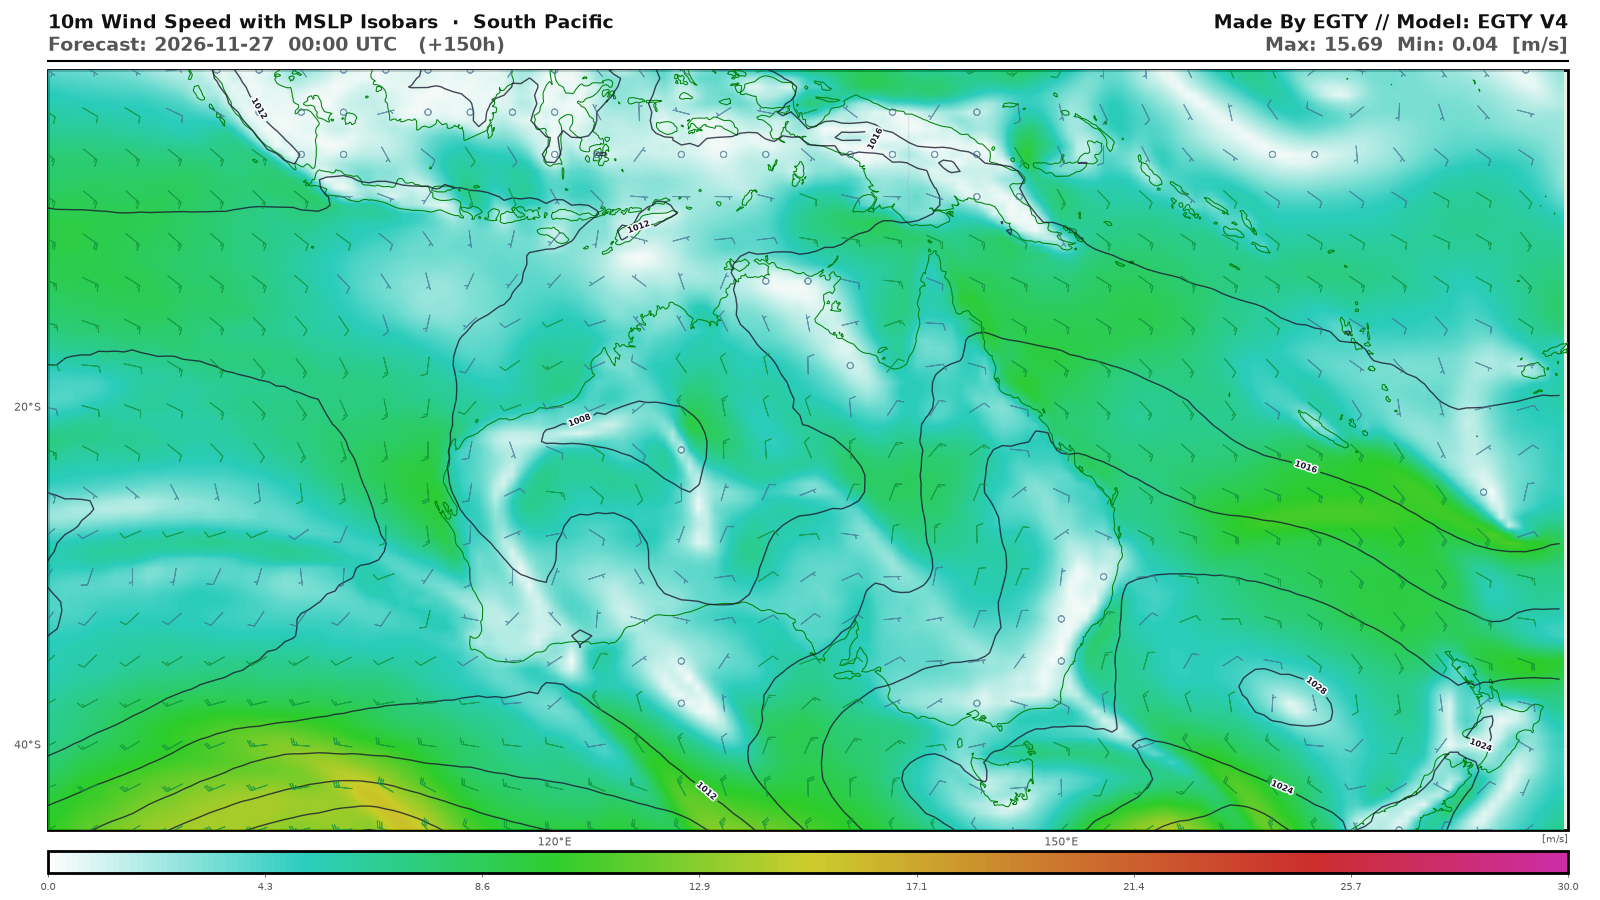 10m Wind Speed with MSLP Isobars · South Pacific
Made By EGTY // Model: EGTY V4
Forecast: 2026-11-27 00:00 UTC (+150h)
Max: 15.69 Min: 0.04 [m/s]
1012
1016
1012
20°S
1008
1016
1028
40°S
1024
1012
1024
120°E
150°E
[m/s]
0.0
4.3
8.6
12.9
17.1
21.4
25.7
30.0